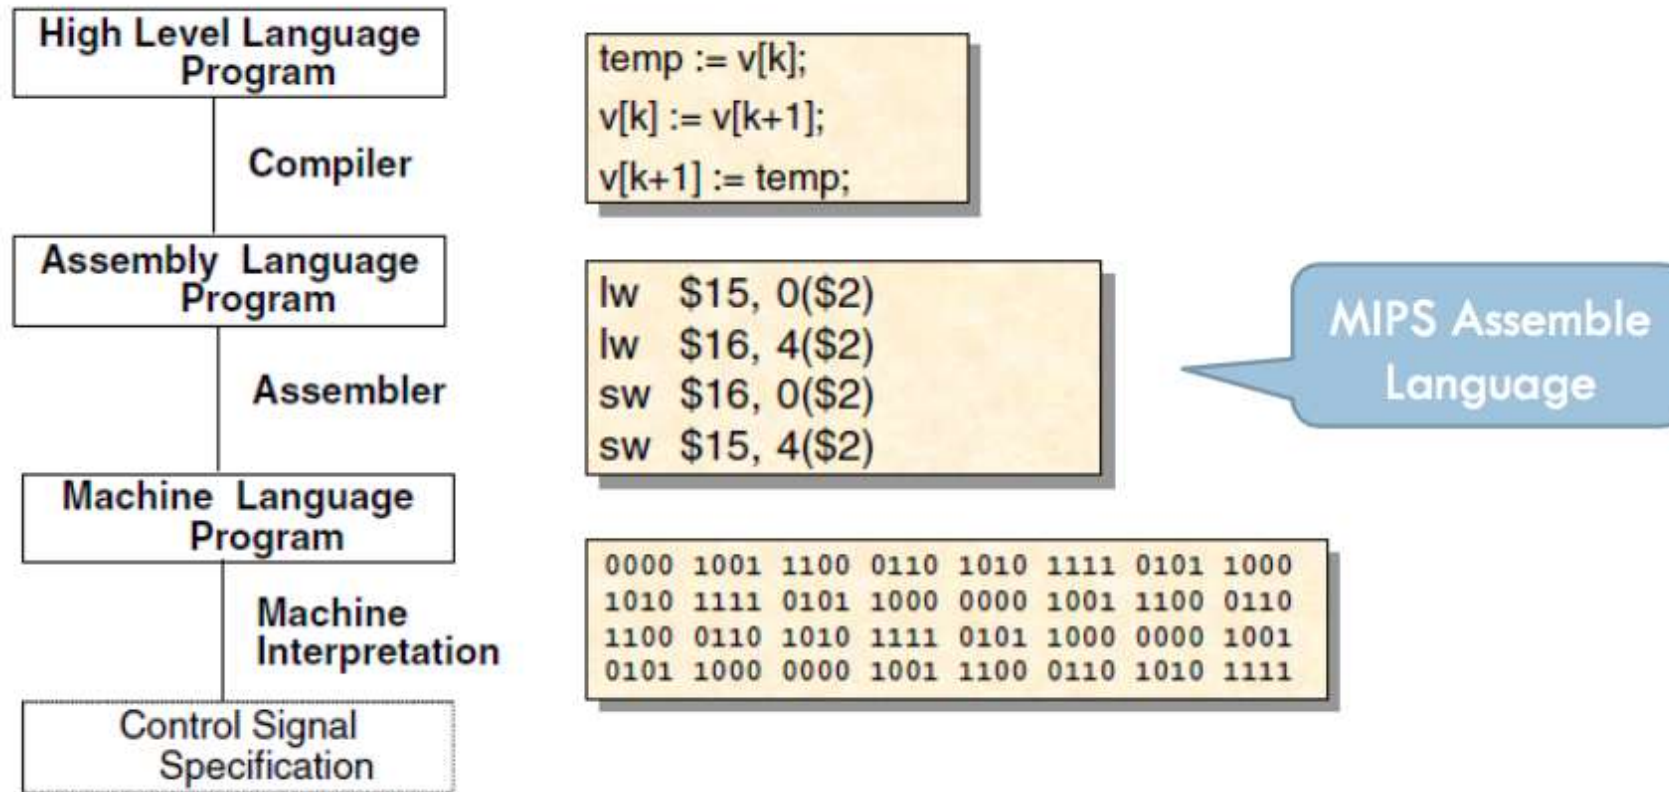 High Level Language
Program
Compiler
Assembly Language
Program
Assembler
Machine Language
Program
Machine
Interpretation
Control Signal
Specification
temp := v[k];
v[k] := v[k+1];
v[k+1] := temp;
lw $15, 0($2)
lw $16, 4($2)
sw $16, 0($2)
sw $15, 4($2)
MIPS Assemble
Language
0000 1001 1100 0110 1010 1111 0101 1000
1010 1111 0101 1000 0000 1001 1100 0110
1100 0110 1010 1111 0101 1000 0000 1001
0101 1000 0000 1001 1100 0110 1010 1111